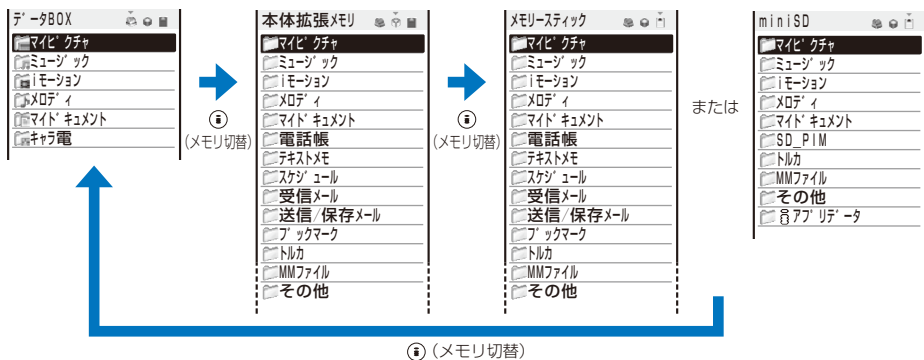 ﾃﾞｰﾀBOX
ﾏｲﾋﾟｸﾁｬ
ﾐｭｰｼﾞｯｸ
iﾓｰｼｮﾝ
ﾒﾛﾃﾞｨ
ﾏｲﾄﾞｷｭﾒﾝﾄ
ｷｬﾗ電
(メモリ切替)
本体拡張ﾒﾓﾘ
ﾏｲﾋﾟｸﾁｬ
ﾐｭｰｼﾞｯｸ
iﾓｰｼｮﾝ
ﾒﾛﾃﾞｨ
ﾏｲﾄﾞｷｭﾒﾝﾄ
電話帳
ﾃｷｽﾄﾒﾓ
ｽｹｼﾞｭｰﾙ
受信ﾒｰﾙ
送信/保存ﾒｰﾙ
ﾌﾞｯｸﾏｰｸ
ﾄﾙｶ
MMﾌｧｲﾙ
その他
(メモリ切替)
ﾒﾓﾘｰｽﾃｨｯｸ
ﾏｲﾋﾟｸﾁｬ
ﾐｭｰｼﾞｯｸ
iﾓｰｼｮﾝ
ﾒﾛﾃﾞｨ
ﾏｲﾄﾞｷｭﾒﾝﾄ
電話帳
ﾃｷｽﾄﾒﾓ
ｽｹｼﾞｭｰﾙ
受信ﾒｰﾙ
送信/保存ﾒｰﾙ
ﾌﾞｯｸﾏｰｸ
ﾄﾙｶ
MMﾌｧｲﾙ
その他
または
miniSD
ﾏｲﾋﾟｸﾁｬ
ﾐｭｰｼﾞｯｸ
iﾓｰｼｮﾝ
ﾒﾛﾃﾞｨ
ﾏｲﾄﾞｷｭﾒﾝﾄ
SD_PIM
ﾄﾙｶ
MMﾌｧｲﾙ
その他
iｱﾌﾟﾘﾃﾞｰﾀ
(メモリ切替)